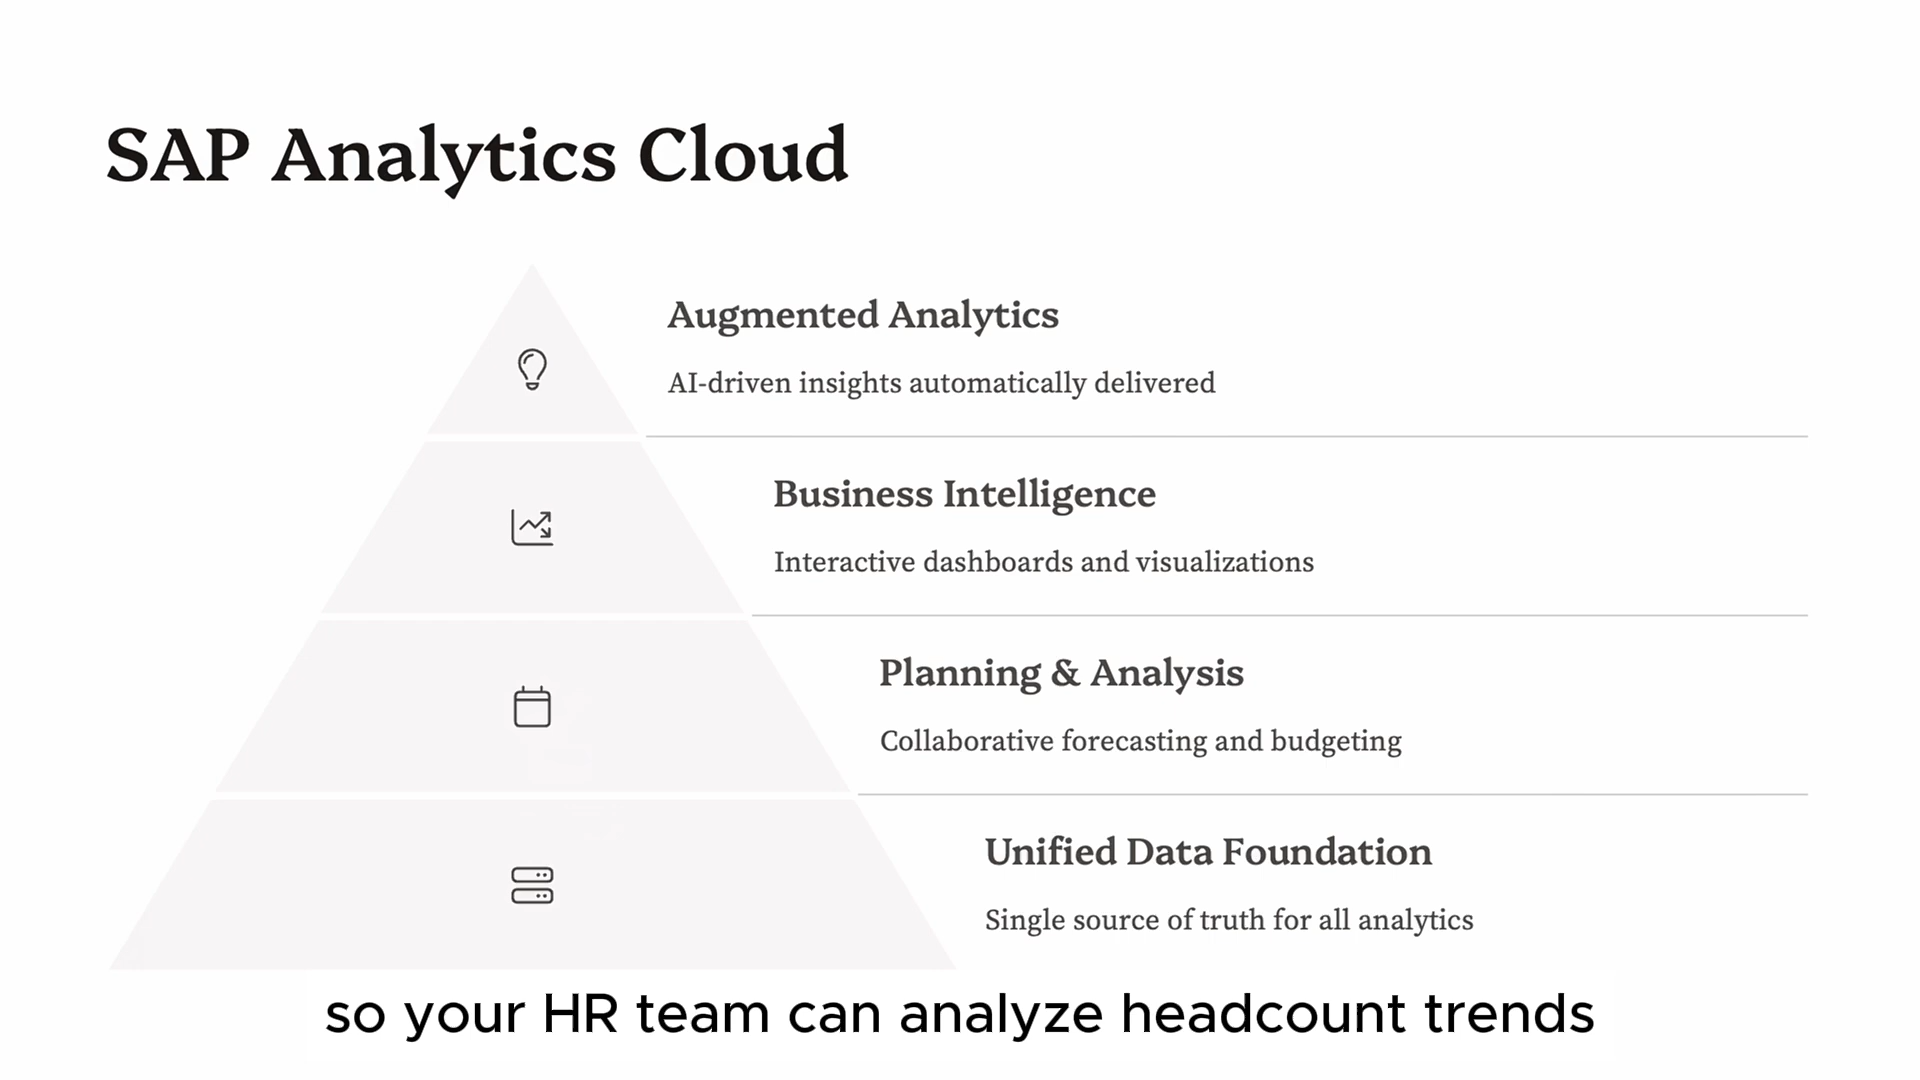 SAP Analytics Cloud
Augmented Analytics
AI-driven insights automatically delivered
Business Intelligence
Interactive dashboards and visualizations
Planning & Analysis
Collaborative forecasting and budgeting
Unified Data Foundation
Single source of truth for all analytics
so your HR team can analyze headcount trends